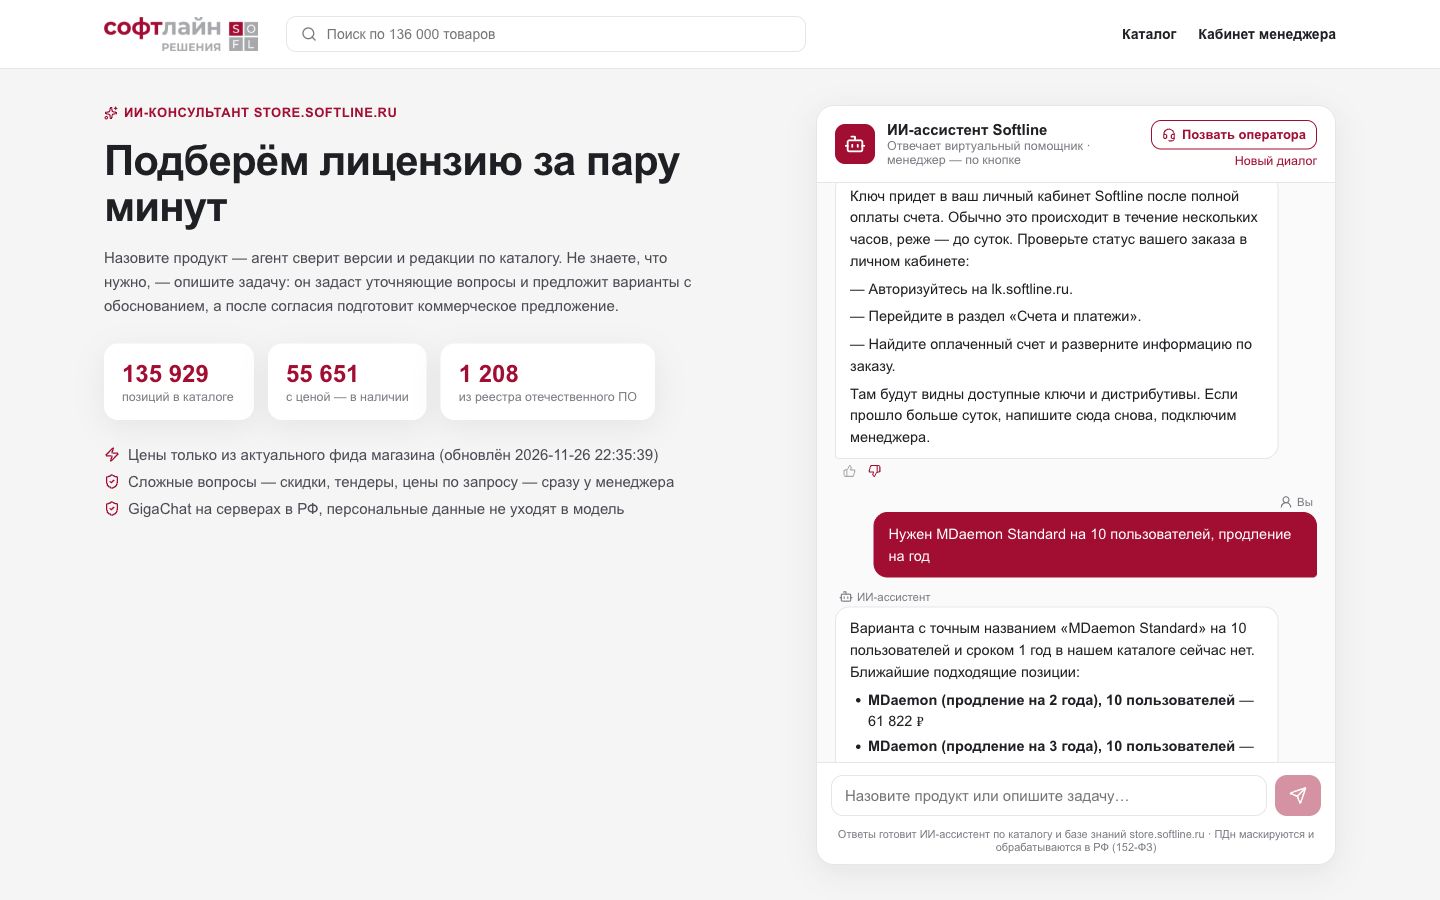 софтлайн
РЕШЕНИЯ
S O
F L
Поиск по 136 000 товаров
Каталог
Кабинет менеджера
ИИ-КОНСУЛЬТАНТ STORE.SOFTLINE.RU
Подберём лицензию за пару
минут
Назовите продукт — агент сверит версии и редакции по каталогу. Не знаете, что
нужно, — опишите задачу: он задаст уточняющие вопросы и предложит варианты с
обоснованием, а после согласия подготовит коммерческое предложение.
135 929
позиций в каталоге
55 651
с ценой — в наличии
1 208
из реестра отечественного ПО
Цены только из актуального фида магазина (обновлён 2026-11-26 22:35:39)
Сложные вопросы — скидки, тендеры, цены по запросу — сразу у менеджера
GigaChat на серверах в РФ, персональные данные не уходят в модель
ИИ-ассистент Softline
Отвечает виртуальный помощник ·
менеджер — по кнопке
Позвать оператора
Новый диалог
Ключ придет в ваш личный кабинет Softline после полной
оплаты счета. Обычно это происходит в течение нескольких
часов, реже — до суток. Проверьте статус вашего заказа в
личном кабинете:
— Авторизуйтесь на lk.softline.ru.
— Перейдите в раздел «Счета и платежи».
— Найдите оплаченный счет и разверните информацию по
заказу.
Там будут видны доступные ключи и дистрибутивы. Если
прошло больше суток, напишите сюда снова, подключим
менеджера.
Вы
Нужен MDaemon Standard на 10 пользователей, продление
на год
ИИ-ассистент
Варианта с точным названием «MDaemon Standard» на 10
пользователей и сроком 1 год в нашем каталоге сейчас нет.
Ближайшие подходящие позиции:
• MDaemon (продление на 2 года), 10 пользователей —
61 822 ₽
• MDaemon (продление на 3 года), 10 пользователей —
Назовите продукт или опишите задачу…
Ответы готовит ИИ-ассистент по каталогу и базе знаний store.softline.ru · ПДн маскируются и
обрабатываются в РФ (152-ФЗ)